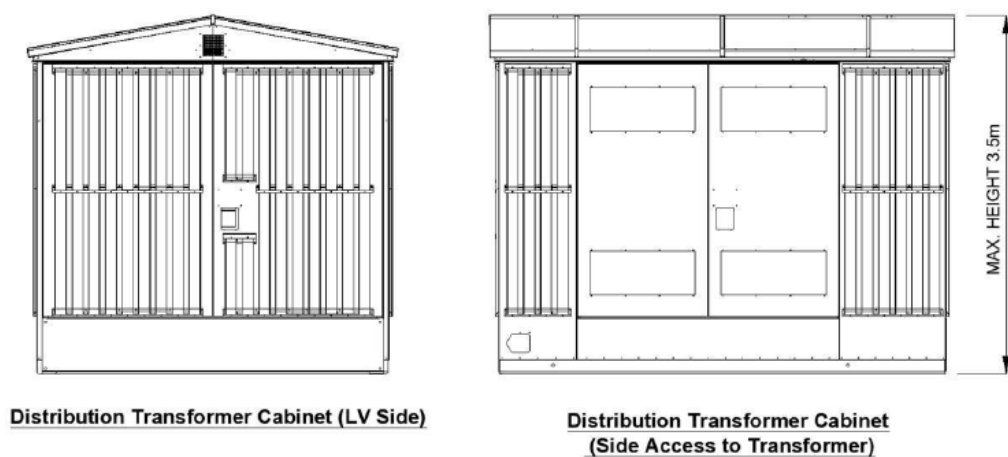 MAX. HEIGHT 3.5m
Distribution Transformer Cabinet (LV Side)
Distribution Transformer Cabinet
(Side Access to Transformer)